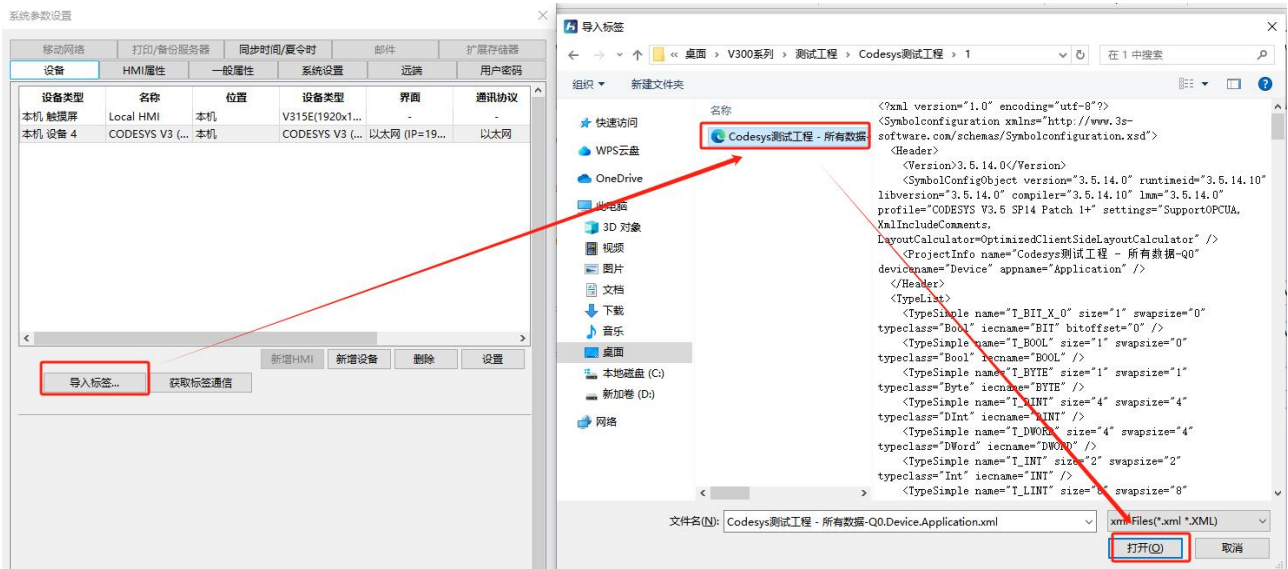 系统参数设置
移动网络 打印/备份服务器 同步时间/夏令时 邮件 扩展存储器
设备 HMI属性 一般属性 系统设置 远端 用户密码
设备类型 名称 位置 设备类型 界面 通讯协议
本机 触摸屏 Local HMI 本机 V315E(1920x1... - -
本机 设备 4 CODESYS V3 (... 本机 CODESYS V3 (... 以太网 (IP=19... 以太网
新增HMI 新增设备 删除 设置
导入标签... 获取标签通信
导入标签
« 桌面 › V300系列 › 测试工程 › Codesys测试工程 › 1
在 1 中搜索
组织 新建文件夹
快速访问
WPS云盘
OneDrive
此电脑
3D 对象
视频
图片
文档
下载
音乐
桌面
本地磁盘 (C:)
新加卷 (D:)
网络
名称
Codesys测试工程 - 所有数据-
<?xml version="1.0" encoding="utf-8"?>
<Symbolconfiguration xmlns="http://www.3s-
software.com/schemas/Symbolconfiguration.xsd">
<Header>
<Version>3.5.14.0</Version>
<SymbolConfigObject version="3.5.14.0" runtimeid="3.5.14.10"
libversion="3.5.14.0" compiler="3.5.14.10" lmm="3.5.14.0"
profile="CODESYS V3.5 SP14 Patch 1+" settings="SupportOPCUA,
XmlIncludeComments,
LayoutCalculator=OptimizedClientSideLayoutCalculator" />
<ProjectInfo name="Codesys测试工程 - 所有数据-Q0"
devicename="Device" appname="Application" />
</Header>
<TypeList>
<TypeSimple name="T_BIT_X_0" size="1" swapsize="0"
typeclass="Bool" iecname="BIT" bitoffset="0" />
<TypeSimple name="T_BOOL" size="1" swapsize="0"
typeclass="Bool" iecname="BOOL" />
<TypeSimple name="T_BYTE" size="1" swapsize="1"
typeclass="Byte" iecname="BYTE" />
<TypeSimple name="T_DINT" size="4" swapsize="4"
typeclass="DInt" iecname="DINT" />
<TypeSimple name="T_DWORD" size="4" swapsize="4"
typeclass="DWord" iecname="DWORD" />
<TypeSimple name="T_INT" size="2" swapsize="2"
typeclass="Int" iecname="INT" />
<TypeSimple name="T_LINT" size="8" swapsize="8"
文件名(N): Codesys测试工程 - 所有数据-Q0.Device.Application.xml xml Files(*.xml *.XML)
打开(O) 取消